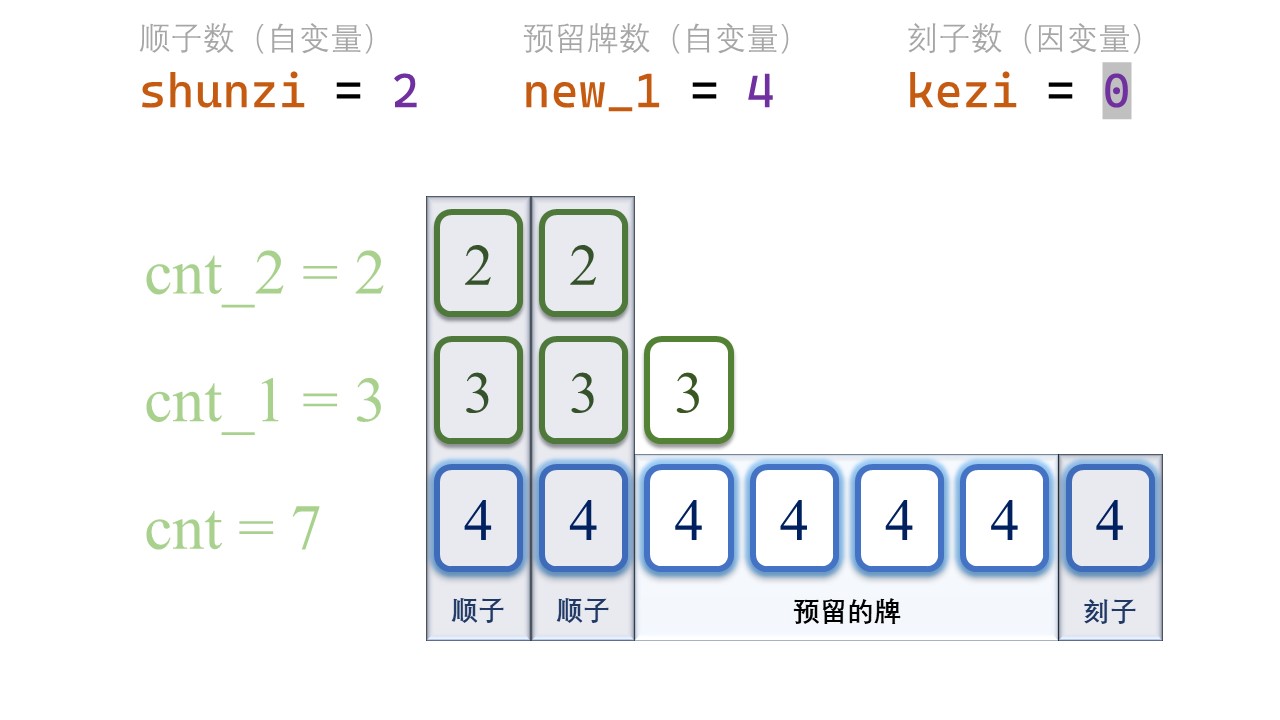 顺子数（自变量） 预留牌数（自变量） 刻子数（因变量）
shunzi = 2 new_1 = 4 kezi = 0
cnt_2 = 2 2 2
cnt_1 = 3 3 3 3
cnt = 7 4 4 4 4 4 4 4
顺子 顺子 预留的牌 刻子